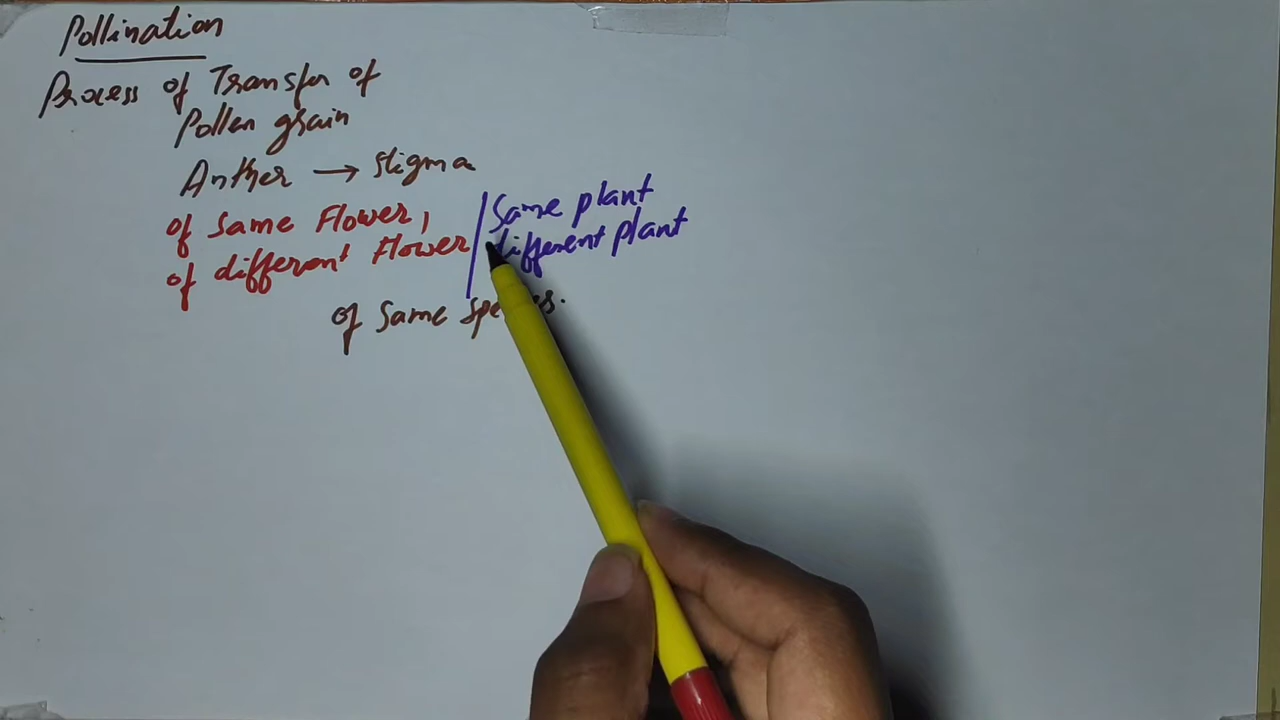 Pollination
Process of Transfer of
Pollen grain
Anther → Stigma
of Same Flower,
of different Flower
Same plant
different plant
of Same species.